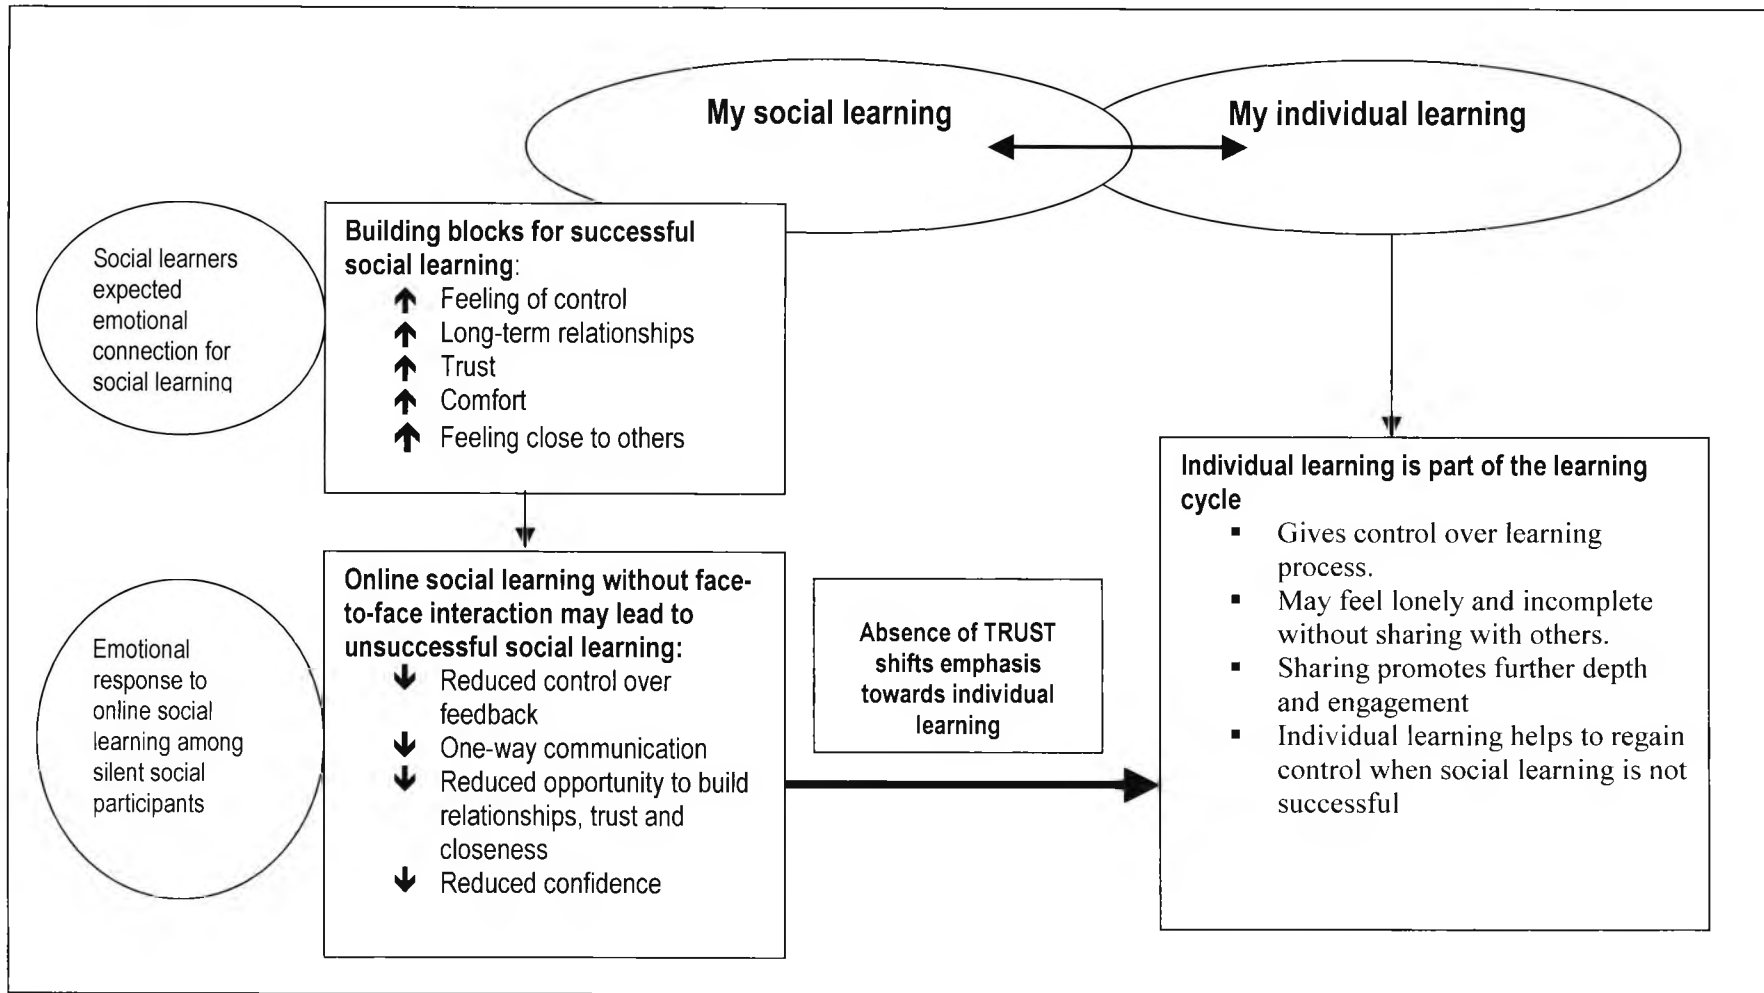 My social learning
My individual learning
Social learners
expected
emotional
connection for
social learning
Building blocks for successful
social learning:
Feeling of control
Long-term relationships
Trust
Comfort
Feeling close to others
Emotional
response to
online social
learning among
silent social
participants
Online social learning without face-
to-face interaction may lead to
unsuccessful social learning:
Reduced control over
feedback
One-way communication
Reduced opportunity to build
relationships, trust and
closeness
Reduced confidence
Absence of TRUST
shifts emphasis
towards individual
learning
Individual learning is part of the learning
cycle
Gives control over learning
process.
May feel lonely and incomplete
without sharing with others.
Sharing promotes further depth
and engagement
Individual learning helps to regain
control when social learning is not
successful